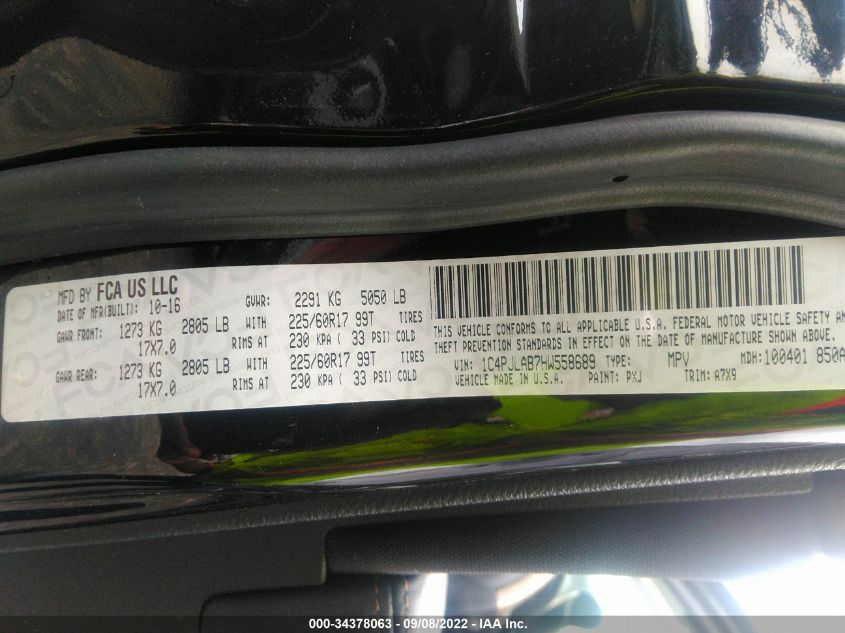 MFD BY FCA US LLC
DATE OF MFR(BUILT): 10-16 GVWR: 2291 KG 5050 LB
GAWR FRONT: 1273 KG 2805 LB WITH 225/60R17 99T TIRES
17X7.0 RIMS AT 230 KPA ( 33 PSI) COLD
GAWR REAR: 1273 KG 2805 LB WITH 225/60R17 99T TIRES
17X7.0 RIMS AT 230 KPA ( 33 PSI) COLD
THIS VEHICLE CONFORMS TO ALL APPLICABLE U.S.A. FEDERAL MOTOR VEHICLE SAFETY AN
THEFT PREVENTION STANDARDS IN EFFECT ON THE DATE OF MANUFACTURE SHOWN ABOVE.
VIN: 1C4PJLAB7HW558689 TYPE: MPV MDH: 100401 850A
VEHICLE MADE IN U.S.A. PAINT: PXJ TRIM: A7X9
000-34378063 - 09/08/2022 - IAA Inc.